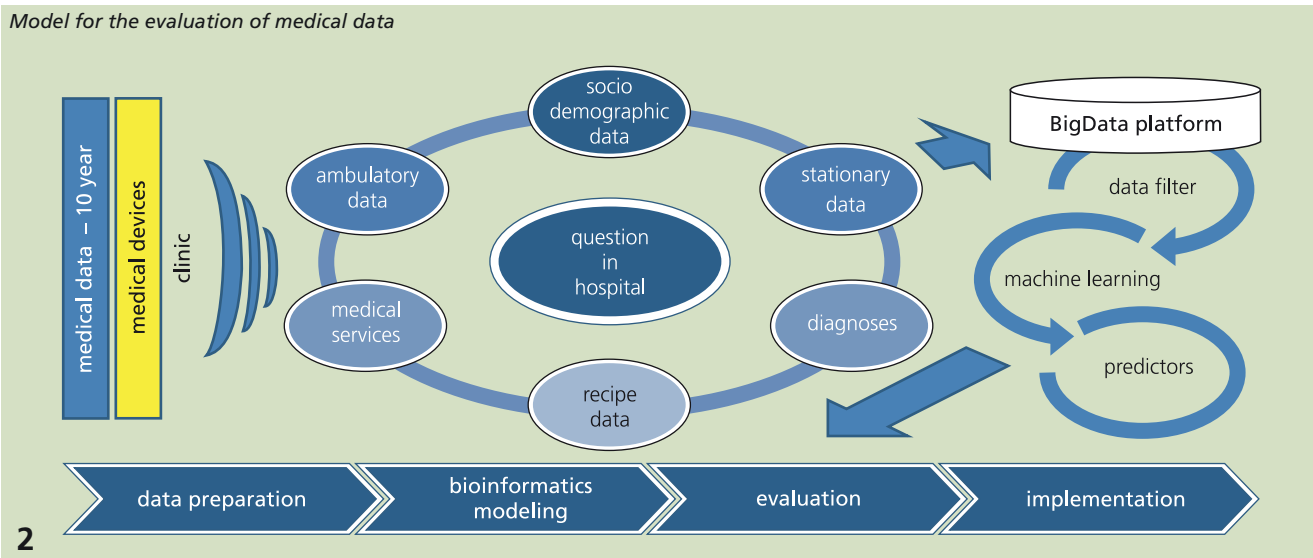 Model for the evaluation of medical data
medical data – 10 year
medical devices
clinic
socio
demographic
data
ambulatory
data
stationary
data
question
in
hospital
medical
services
diagnoses
recipe
data
BigData platform
data filter
machine learning
predictors
data preparation
bioinformatics
modeling
evaluation
implementation
2